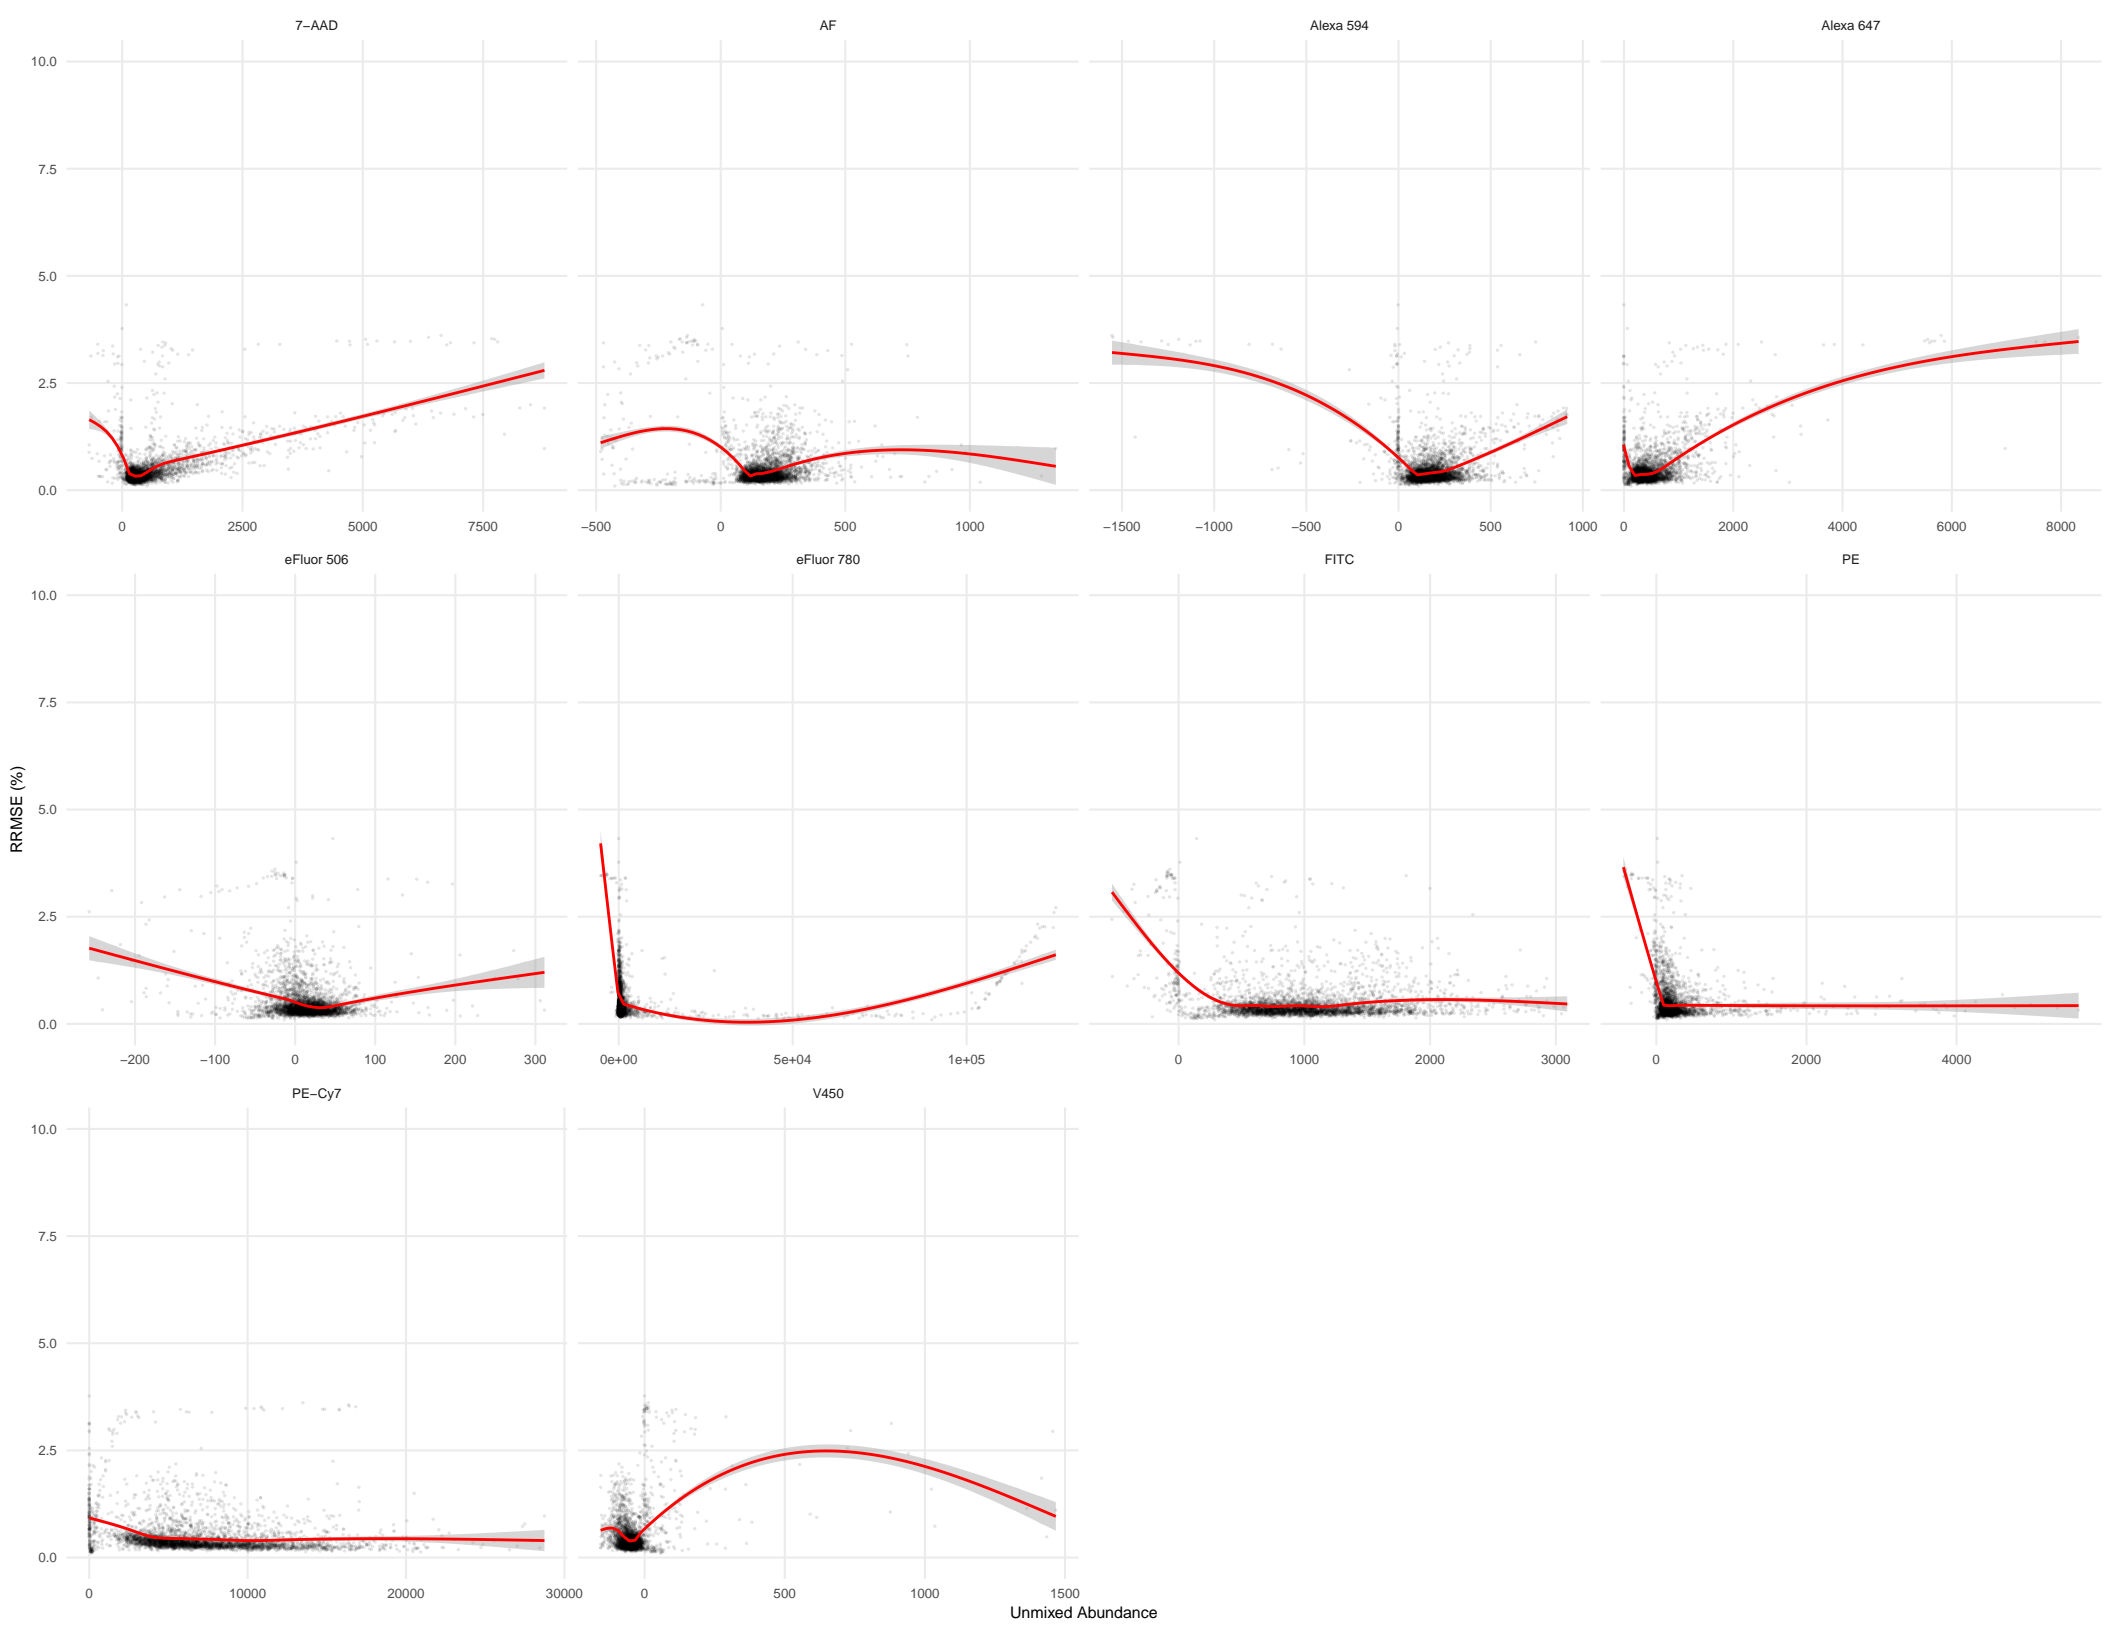 7−AAD
AF
Alexa 594
Alexa 647
10.0
7.5
5.0
2.5
0.0
0 2500 5000 7500
−500 0 500 1000
−1500 −1000 −500 0 500 1000
0 2000 4000 6000 8000
eFluor 506
eFluor 780
FITC
PE
10.0
7.5
5.0
2.5
0.0
RRMSE (%)
−200 −100 0 100 200 300
0e+00 5e+04 1e+05
0 1000 2000 3000
0 2000 4000
PE−Cy7
V450
10.0
7.5
5.0
2.5
0.0
0 10000 20000 30000
0 500 1000 1500
Unmixed Abundance